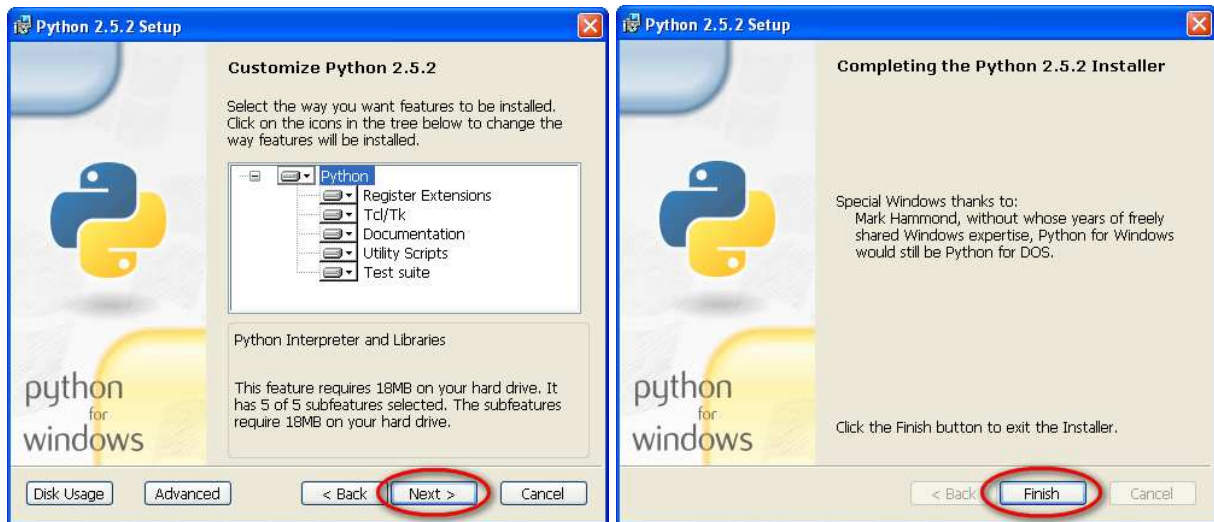 Python 2.5.2 Setup
Customize Python 2.5.2
Select the way you want features to be installed.
Click on the icons in the tree below to change the
way features will be installed.
Python
Register Extensions
Tcl/Tk
Documentation
Utility Scripts
Test suite
Python Interpreter and Libraries
This feature requires 18MB on your hard drive. It
has 5 of 5 subfeatures selected. The subfeatures
require 18MB on your hard drive.
python
for
windows
Disk Usage
Advanced
< Back
Next >
Cancel
Python 2.5.2 Setup
Completing the Python 2.5.2 Installer
Special Windows thanks to:
Mark Hammond, without whose years of freely
shared Windows expertise, Python for Windows
would still be Python for DOS.
python
for
windows
Click the Finish button to exit the Installer.
< Back
Finish
Cancel